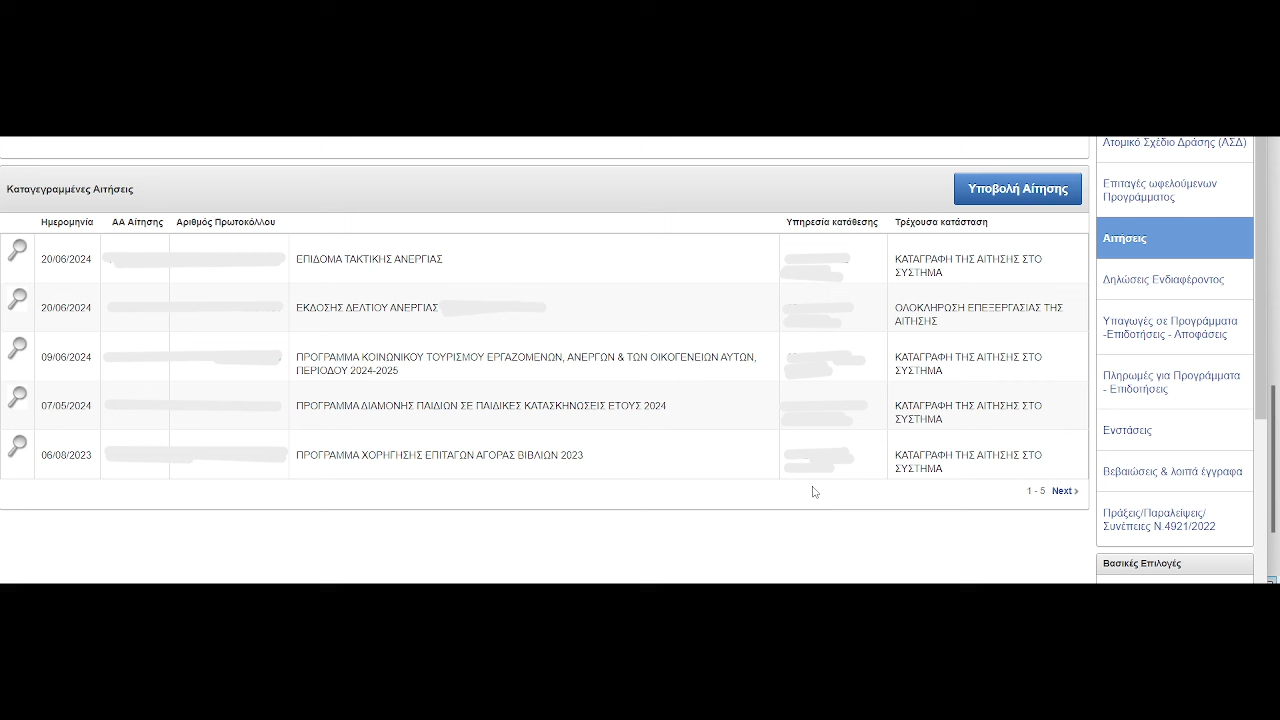 Ατομικό Σχέδιο Δράσης (ΑΣΔ)
Καταγεγραμμένες Αιτήσεις
Υποβολή Αίτησης
Επιταγές ωφελούμενων
Προγράμματος
Ημερομηνία ΑΑ Αίτησης Αριθμός Πρωτοκόλλου Υπηρεσία κατάθεσης Τρέχουσα κατάσταση
Αιτήσεις
20/06/2024 ΕΠΙΔΟΜΑ ΤΑΚΤΙΚΗΣ ΑΝΕΡΓΙΑΣ ΚΑΤΑΓΡΑΦΗ ΤΗΣ ΑΙΤΗΣΗΣ ΣΤΟ
ΣΥΣΤΗΜΑ
Δηλώσεις Ενδιαφέροντος
20/06/2024 ΕΚΔΟΣΗΣ ΔΕΛΤΙΟΥ ΑΝΕΡΓΙΑΣ ΟΛΟΚΛΗΡΩΣΗ ΕΠΕΞΕΡΓΑΣΙΑΣ ΤΗΣ
ΑΙΤΗΣΗΣ
Υπαγωγές σε Προγράμματα
-Επιδοτήσεις - Αποφάσεις
09/06/2024 ΠΡΟΓΡΑΜΜΑ ΚΟΙΝΩΝΙΚΟΥ ΤΟΥΡΙΣΜΟΥ ΕΡΓΑΖΟΜΕΝΩΝ, ΑΝΕΡΓΩΝ & ΤΩΝ ΟΙΚΟΓΕΝΕΙΩΝ ΑΥΤΩΝ, ΚΑΤΑΓΡΑΦΗ ΤΗΣ ΑΙΤΗΣΗΣ ΣΤΟ
ΠΕΡΙΟΔΟΥ 2024-2025 ΣΥΣΤΗΜΑ
Πληρωμές για Προγράμματα
- Επιδοτήσεις
07/05/2024 ΠΡΟΓΡΑΜΜΑ ΔΙΑΜΟΝΗΣ ΠΑΙΔΙΩΝ ΣΕ ΠΑΙΔΙΚΕΣ ΚΑΤΑΣΚΗΝΩΣΕΙΣ ΕΤΟΥΣ 2024 ΚΑΤΑΓΡΑΦΗ ΤΗΣ ΑΙΤΗΣΗΣ ΣΤΟ
ΣΥΣΤΗΜΑ
Ενστάσεις
06/08/2023 ΠΡΟΓΡΑΜΜΑ ΧΟΡΗΓΗΣΗΣ ΕΠΙΤΑΓΩΝ ΑΓΟΡΑΣ ΒΙΒΛΙΩΝ 2023 ΚΑΤΑΓΡΑΦΗ ΤΗΣ ΑΙΤΗΣΗΣ ΣΤΟ
ΣΥΣΤΗΜΑ
Βεβαιώσεις & λοιπά έγγραφα
1 - 5 Next
Πράξεις/Παραλείψεις/
Συνέπειες Ν.4921/2022
Βασικές Επιλογές